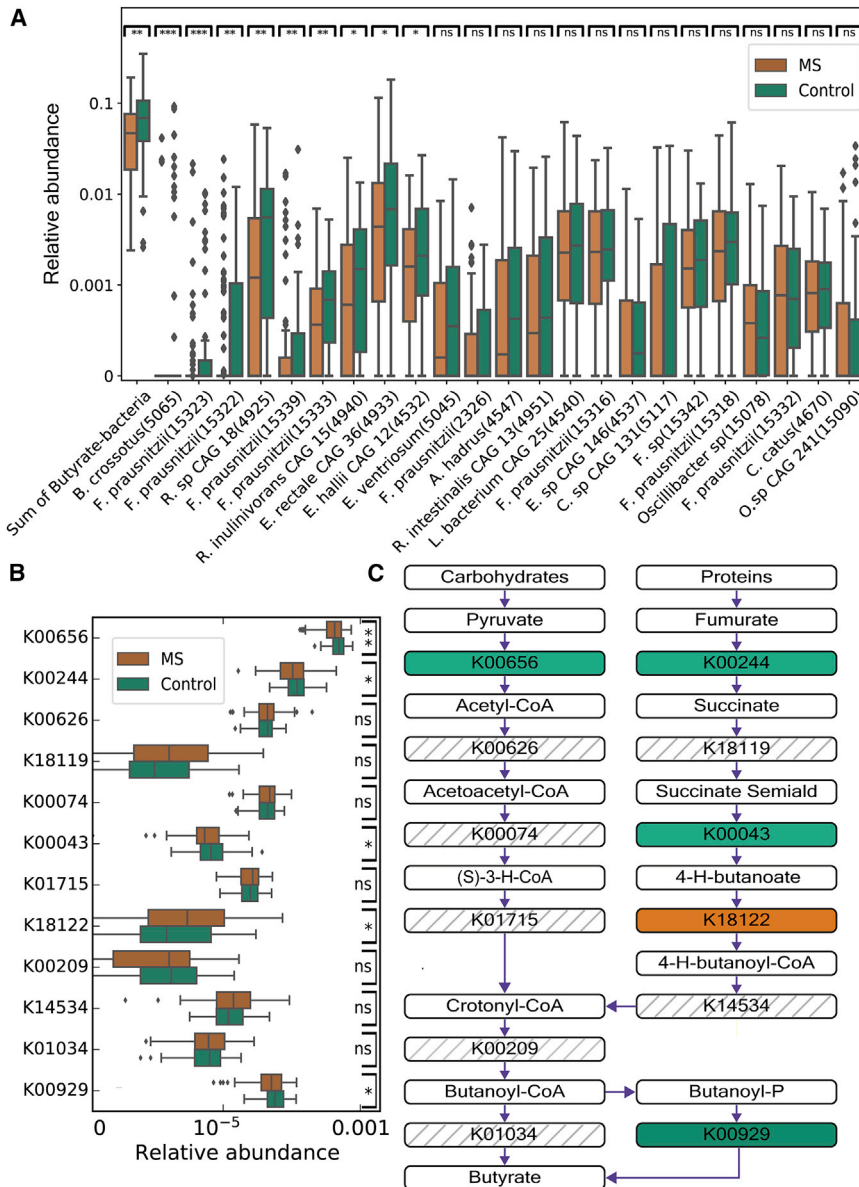 A
** *** *** ** ** ** ** * * * ns ns ns ns ns ns ns ns ns ns ns ns ns
MS
Control
Relative abundance
0.1
0.01
0.001
0
Sum of Butyrate-bacteria
B. crossotus(5065)
F. prausnitzii(15323)
F. prausnitzii(15322)
R. sp CAG 18(4925)
F. prausnitzii(15339)
F. prausnitzii(15333)
R. inulinivorans CAG 15(4940)
E. rectale CAG 36(4933)
E. hallii CAG 12(4532)
E. ventriosum(5045)
F. prausnitzii(2326)
A. hadrus(4547)
R. intestinalis CAG 13(4951)
L. bacterium CAG 25(4540)
F. prausnitzii(15316)
E. sp CAG 146(4537)
C. sp CAG 131(5117)
F. sp(15342)
F. prausnitzii(15318)
Oscillibacter sp(15078)
F. prausnitzii(15332)
C. catus(4670)
O.sp CAG 241(15090)
B
MS
Control
K00656 **
K00244 *
K00626 ns
K18119 ns
K00074 ns
K00043 *
K01715 ns
K18122 *
K00209 ns
K14534 ns
K01034 ns
K00929 *
0 10⁻⁵ 0.001
Relative abundance
C
Carbohydrates
Pyruvate
K00656
Acetyl-CoA
K00626
Acetoacetyl-CoA
K00074
(S)-3-H-CoA
K01715
Crotonyl-CoA
K00209
Butanoyl-CoA
K01034
Butyrate
Proteins
Fumurate
K00244
Succinate
K18119
Succinate Semiald
K00043
4-H-butanoate
K18122
4-H-butanoyl-CoA
K14534
Butanoyl-P
K00929